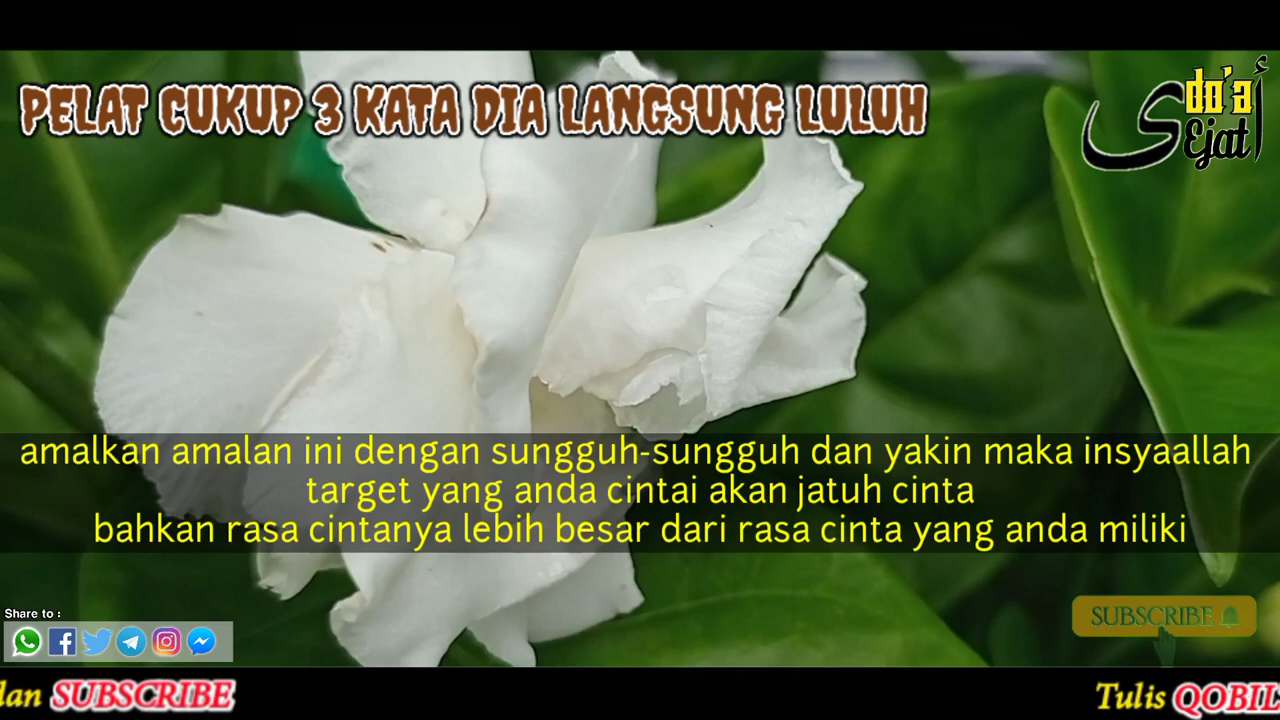 PELAT CUKUP 3 KATA DIA LANGSUNG LULUH
do'a
Ejat
أ
ى
amalkan amalan ini dengan sungguh-sungguh dan yakin maka insyaallah
target yang anda cintai akan jatuh cinta
bahkan rasa cintanya lebih besar dari rasa cinta yang anda miliki
Share to :
SUBSCRIBE
dan SUBSCRIBE
Tulis QOBIL